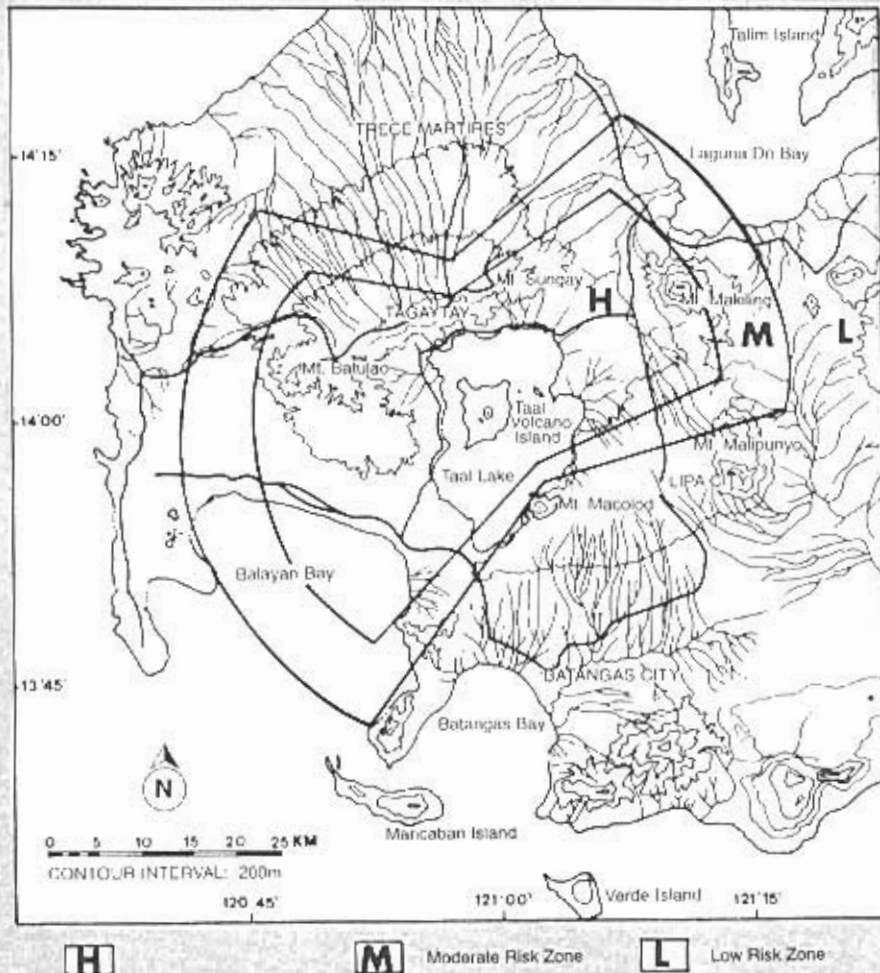 Talim Island
TRECE MARTIRES
14°15'
Laguna De Bay
Mt. Sungay
H
Mt. Makiling
TAGAYTAY
M
L
Mt. Batulao
14°00'
Taal
Volcano
Island
Mt. Malipunyo
Taal Lake
LIPA CITY
Mt. Macolod
Balayan Bay
13°45'
BATANGAS CITY
Batangas Bay
N
Maricaban Island
0 5 10 15 20 25 KM
CONTOUR INTERVAL: 200m
Verde Island
120°45'
121°00'
121°15'
H
M Moderate Risk Zone
L Low Risk Zone